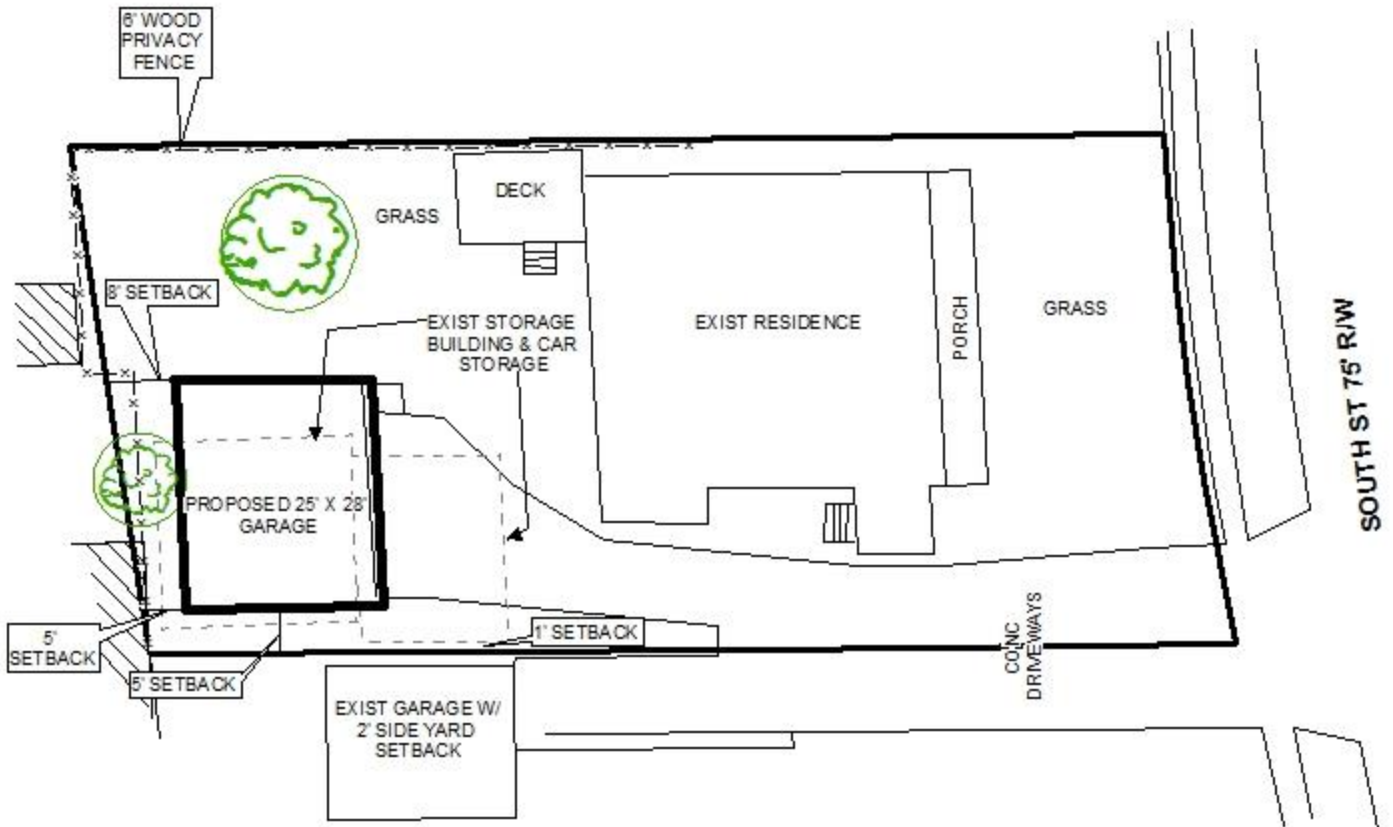 6' WOOD
PRIVACY
FENCE
DECK
GRASS
8' SETBACK
EXIST STORAGE
BUILDING & CAR
STORAGE
EXIST RESIDENCE
PORCH
GRASS
SOUTH ST 75' R/W
PROPOSED 25' X 28'
GARAGE
5'
SETBACK
5' SETBACK
1' SETBACK
CONC
DRIVEWAYS
EXIST GARAGE W/
2' SIDE YARD
SETBACK